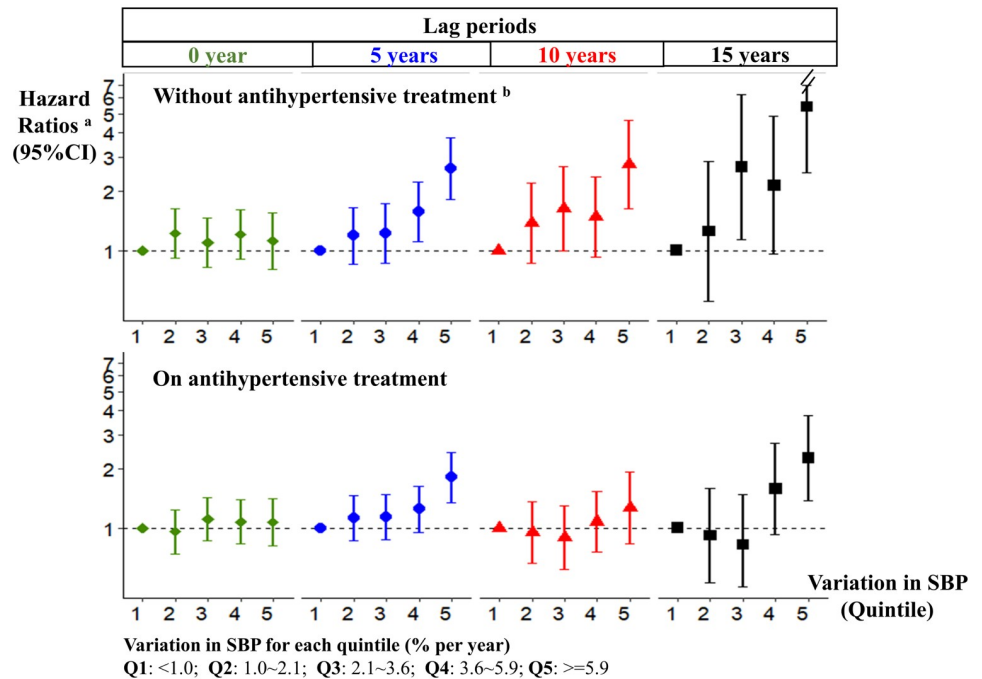 Lag periods
0 year 5 years 10 years 15 years
Hazard
Ratios a
(95%CI)
Without antihypertensive treatment b
7
6
5
4
3
2
1
1 2 3 4 5 1 2 3 4 5 1 2 3 4 5 1 2 3 4 5
On antihypertensive treatment
7
6
5
4
3
2
1
1 2 3 4 5 1 2 3 4 5 1 2 3 4 5 1 2 3 4 5
Variation in SBP
(Quintile)
Variation in SBP for each quintile (% per year)
Q1: <1.0; Q2: 1.0~2.1; Q3: 2.1~3.6; Q4: 3.6~5.9; Q5: >=5.9